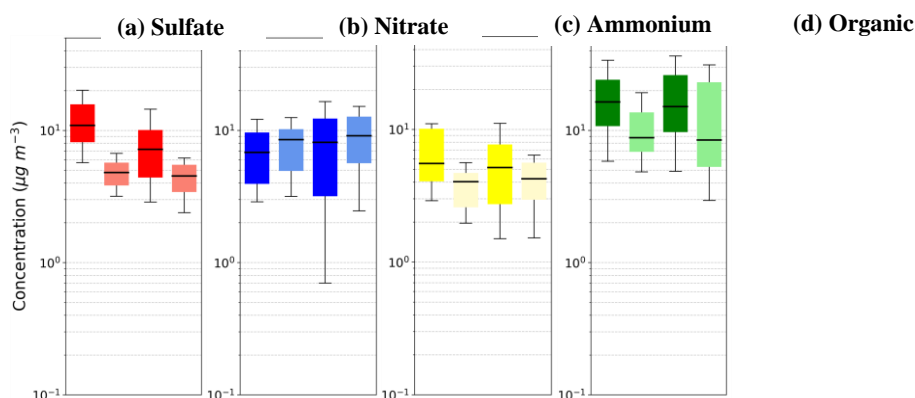 (a) Sulfate (b) Nitrate (c) Ammonium (d) Organic
Concentration (μg m⁻³)
10¹ 10¹ 10¹ 10¹
10⁰ 10⁰ 10⁰ 10⁰
10⁻¹ 10⁻¹ 10⁻¹ 10⁻¹